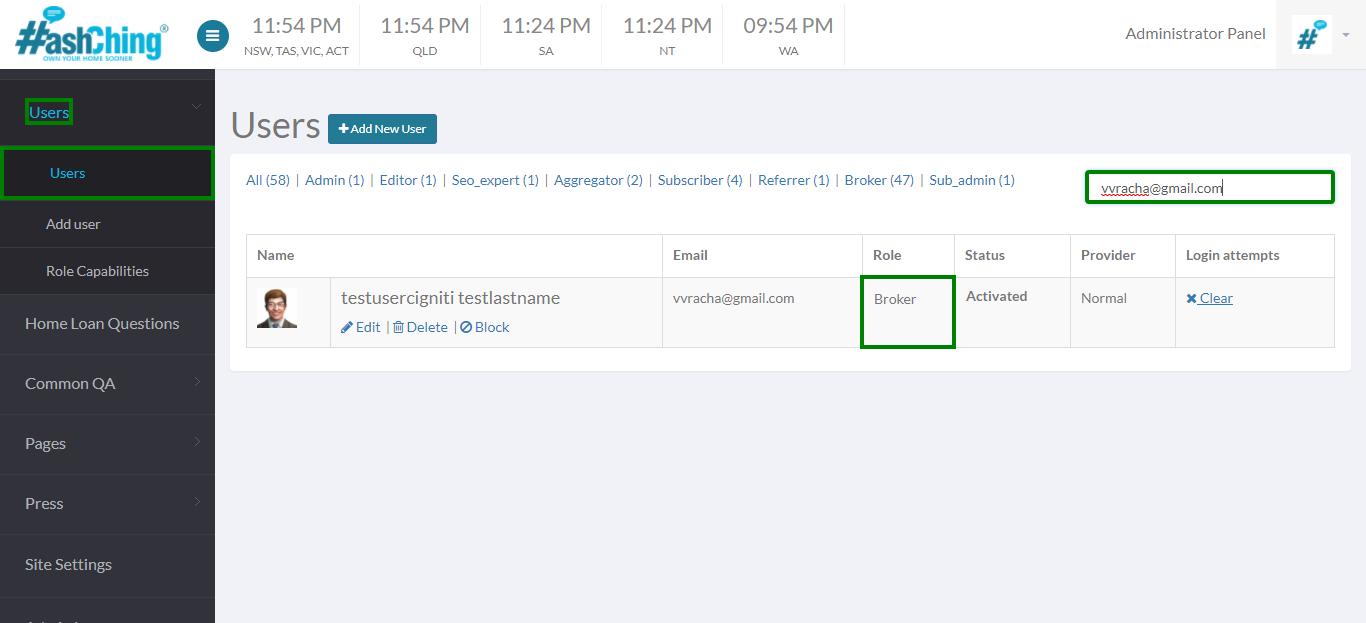 #ashChing®
OWN YOUR HOME SOONER
11:54 PM
NSW, TAS, VIC, ACT
11:54 PM
QLD
11:24 PM
SA
11:24 PM
NT
09:54 PM
WA
Administrator Panel
#
Users
Users
Add user
Role Capabilities
Home Loan Questions
Common QA
Pages
Press
Site Settings
Users
Add New User
All (58) | Admin (1) | Editor (1) | Seo_expert (1) | Aggregator (2) | Subscriber (4) | Referrer (1) | Broker (47) | Sub_admin (1)
vvracha@gmail.com
Name Email Role Status Provider Login attempts
testusercigniti testlastname vvracha@gmail.com Broker Activated Normal Clear
Edit | Delete | Block